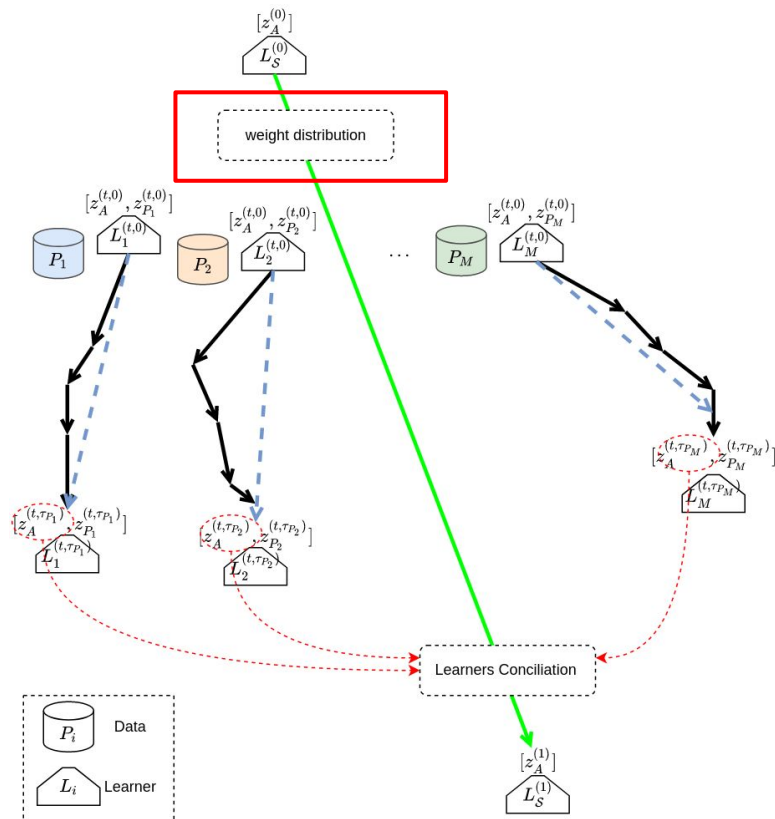 [z_A^{(0)}]
L_S^{(0)}
weight distribution
[z_A^{(t,0)}, z_{P_1}^{(t,0)}]
L_1^{(t,0)}
P_1
[z_A^{(t,0)}, z_{P_2}^{(t,0)}]
L_2^{(t,0)}
P_2
...
[z_A^{(t,0)}, z_{P_M}^{(t,0)}]
L_M^{(t,0)}
P_M
[z_A^{(t,τ_{P_M})}, z_{P_M}^{(t,τ_{P_M})}]
L_M^{(t,τ_{P_M})}
[z_A^{(t,τ_{P_1})}, z_{P_1}^{(t,τ_{P_1})}]
L_1^{(t,τ_{P_1})}
[z_A^{(t,τ_{P_2})}, z_{P_2}^{(t,τ_{P_2})}]
L_2^{(t,τ_{P_2})}
Learners Conciliation
P_i
Data
L_i
Learner
[z_A^{(1)}]
L_S^{(1)}